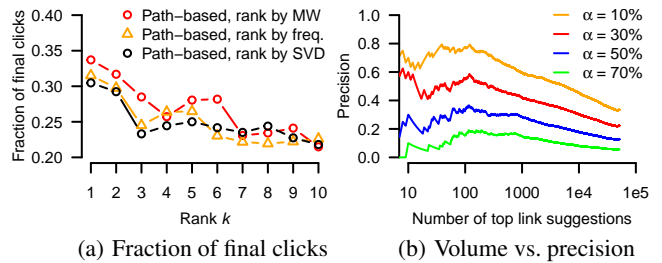 Fraction of final clicks
0.40
0.35
0.30
0.25
0.20
Path-based, rank by MW
Path-based, rank by freq.
Path-based, rank by SVD
1 2 3 4 5 6 7 8 9 10
Rank k
(a) Fraction of final clicks
Precision
1.0
0.8
0.6
0.4
0.2
0.0
α = 10%
α = 30%
α = 50%
α = 70%
10 100 1000 1e4
Number of top link suggestions
(b) Volume vs. precision